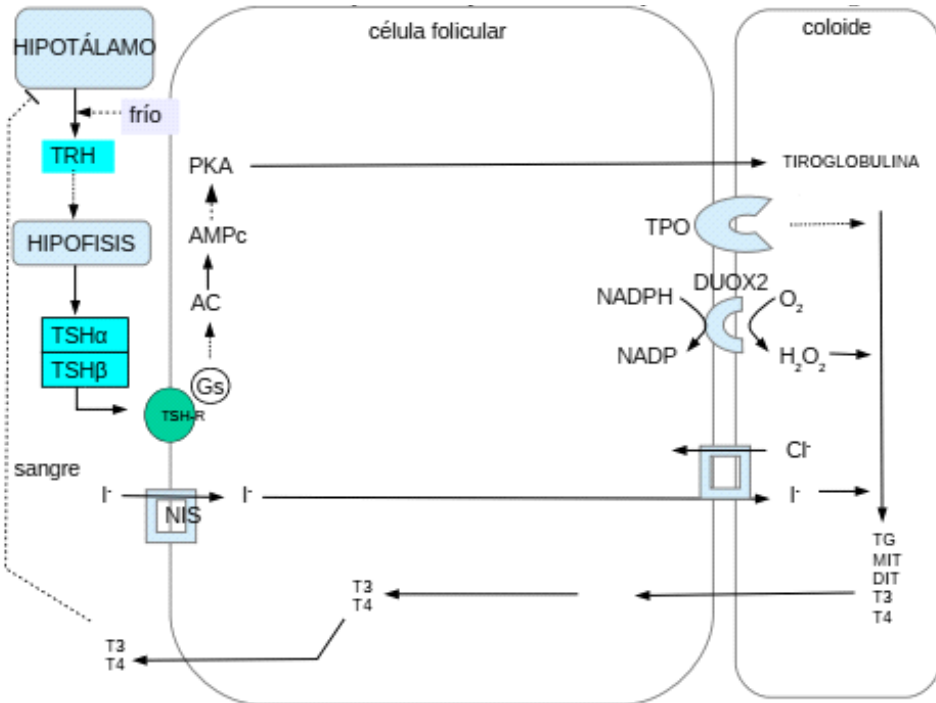 célula folicular
coloide
HIPOTÁLAMO
frío
TRH
HIPOFISIS
TSHα
TSHβ
PKA
AMPc
AC
Gs
TSH-R
TIROGLOBULINA
TPO
DUOX2
NADPH
NADP
O₂
H₂O₂
Cl⁻
sangre
I⁻
NIS
I⁻
I⁻
TG
MIT
DIT
T3
T4
T3
T4
T3
T4